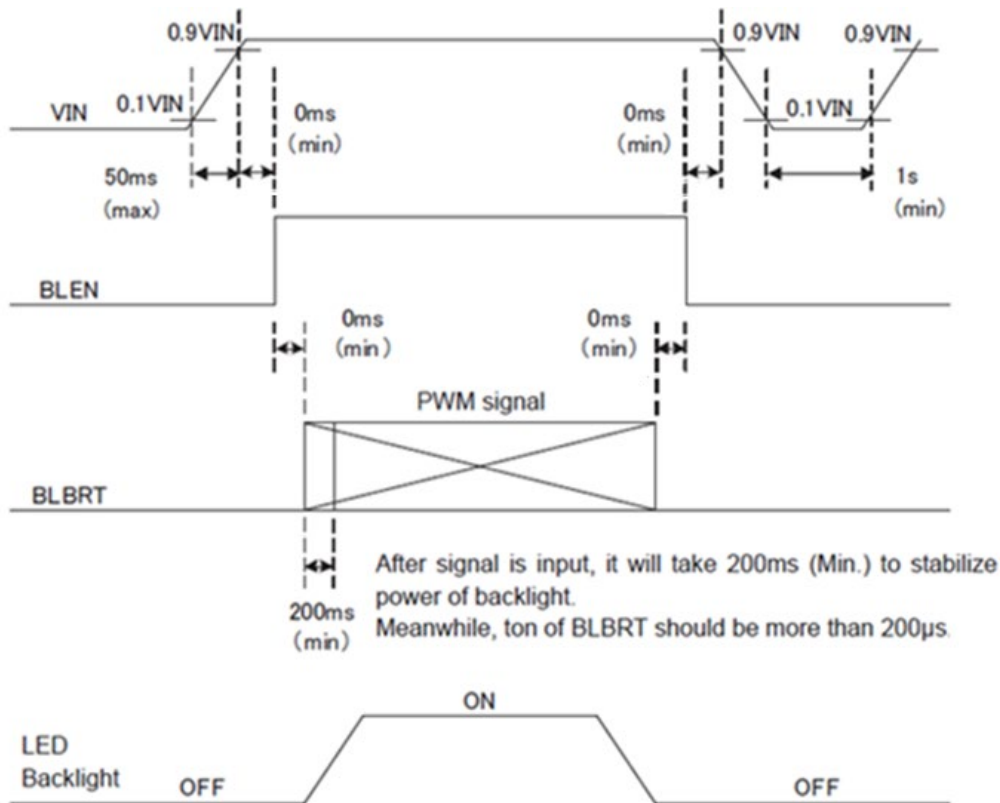 0.9VIN
0.9VIN
0.9VIN
VIN
0.1VIN
0ms
(min)
0ms
(min)
0.1VIN
50ms
(max)
1s
(min)
BLEN
0ms
(min)
0ms
(min)
PWM signal
BLBRT
200ms
(min)
After signal is input, it will take 200ms (Min.) to stabilize
power of backlight.
Meanwhile, ton of BLBRT should be more than 200μs.
ON
LED
Backlight
OFF
OFF